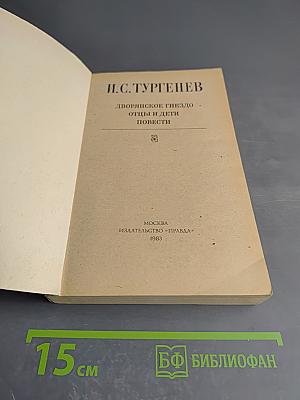 И.С.ТУРГЕНЕВ
ДВОРЯНСКОЕ ГНЕЗДО
ОТЦЫ И ДЕТИ
ПОВЕСТИ
МОСКВА
ИЗДАТЕЛЬСТВО «ПРАВДА»
1983
15 см
БФ БИБЛИОФАН